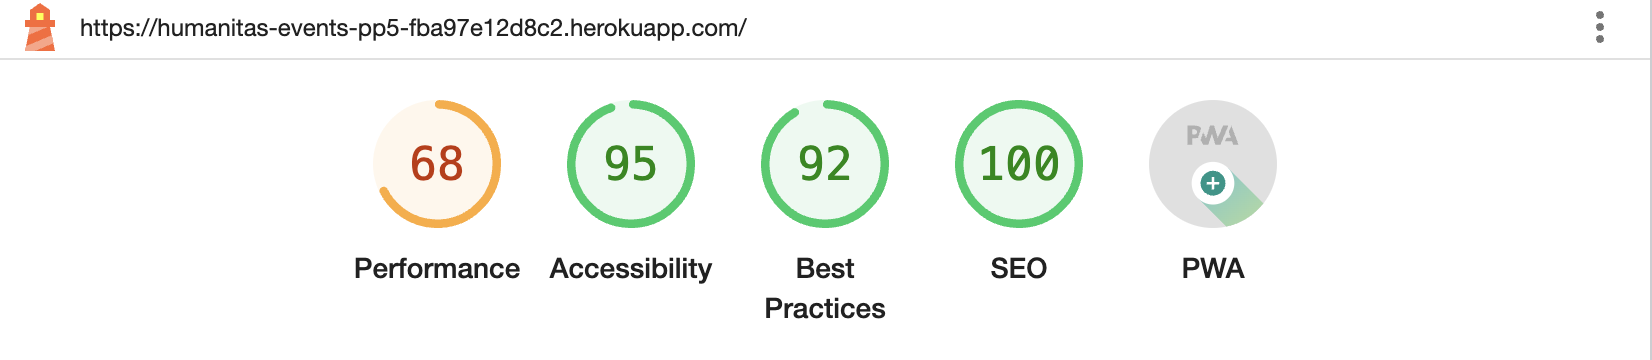 https://humanitas-events-pp5-fba97e12d8c2.herokuapp.com/
68 95 92 100 PWA
Performance Accessibility Best Practices SEO PWA